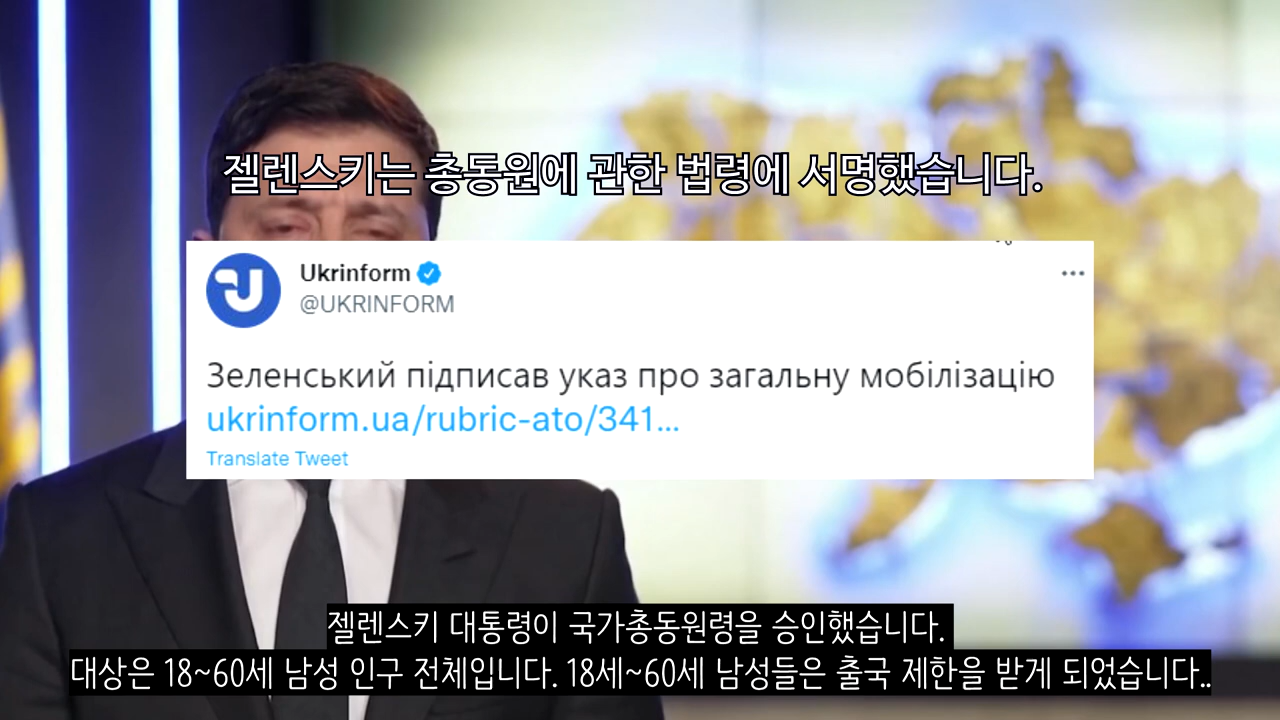 젤렌스키는 총동원에 관한 법령에 서명했습니다.
Ukrinform
@UKRINFORM
Зеленський підписав указ про загальну мобілізацію
ukrinform.ua/rubric-ato/341...
Translate Tweet
젤렌스키 대통령이 국가총동원령을 승인했습니다.
대상은 18~60세 남성 인구 전체입니다. 18세~60세 남성들은 출국 제한을 받게 되었습니다..